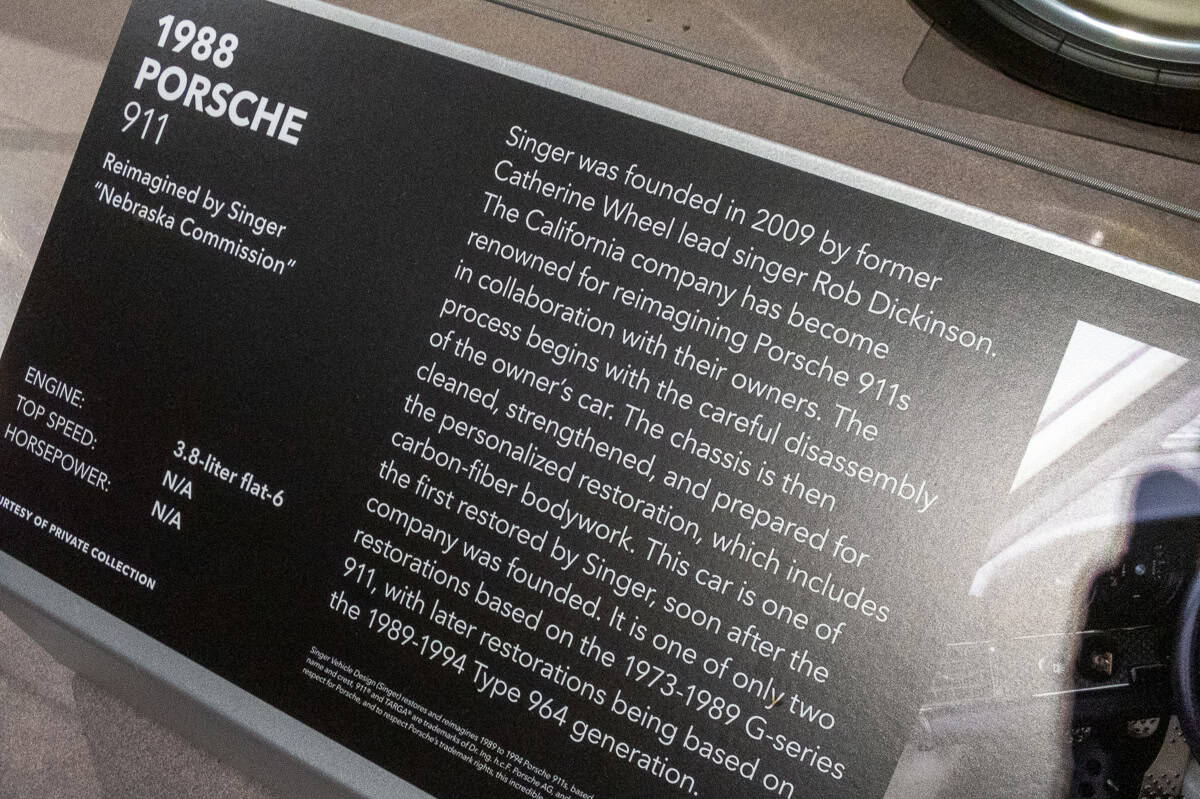 1988
PORSCHE
911
Reimagined by Singer
"Nebraska Commission"
ENGINE: 3.8-liter flat-6
TOP SPEED: N/A
HORSEPOWER: N/A
OF PRIVATE COLLECTION
Singer was founded in 2009 by former
Catherine Wheel lead singer Rob Dickinson.
The California company has become
renowned for reimagining Porsche 911s
in collaboration with their owners. The
process begins with the careful disassembly
of the owner's car. The chassis is then
cleaned, strengthened, and prepared for
the personalized restoration, which includes
carbon-fiber bodywork. This car is one of
the first restored by Singer, soon after the
company was founded. It is one of only two
restorations based on the 1973-1989 G-series
911, with later restorations being based on
the 1989-1994 Type 964 generation.
Singer Vehicle Design (Singer) restores and reimagines 1989 to 1994 Porsche 911s, based
name and crest, 911® and TARGA® are trademarks of Dr. Ing. h.c.F. Porsche AG, and
respect for Porsche, and to respect Porsche's trademark rights, this incredible